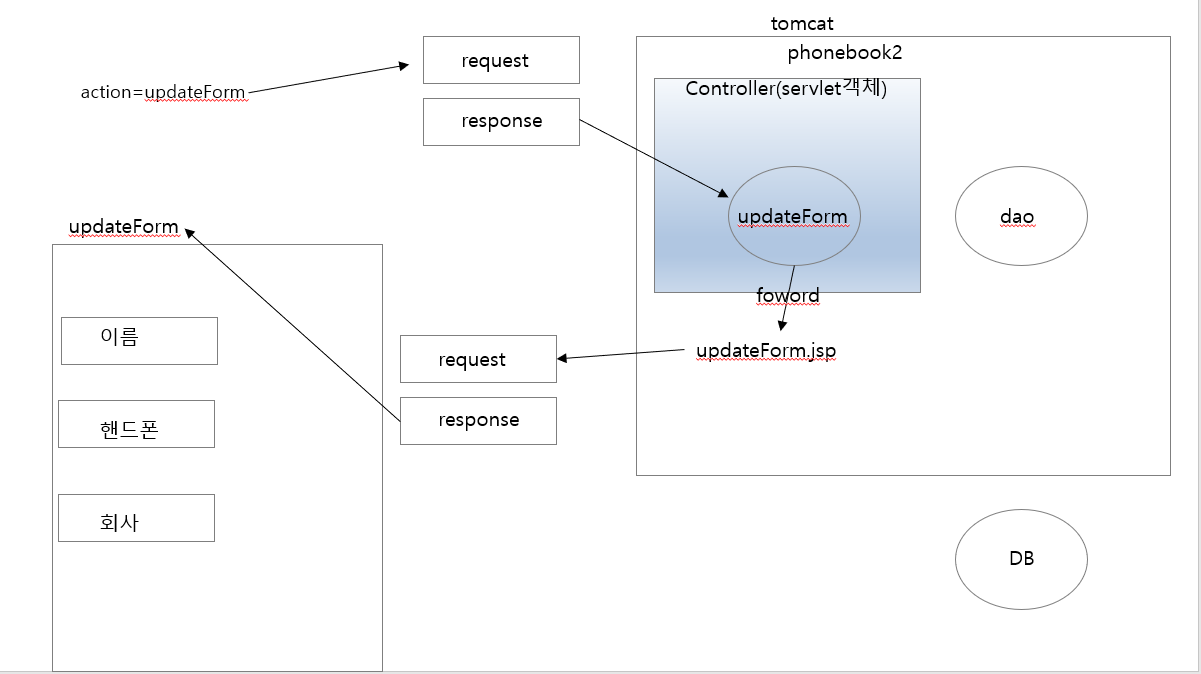 tomcat
phonebook2
request
action=updateForm
Controller(servlet객체)
response
updateForm
dao
updateForm
foword
이름
request
updateForm.jsp
response
핸드폰
회사
DB